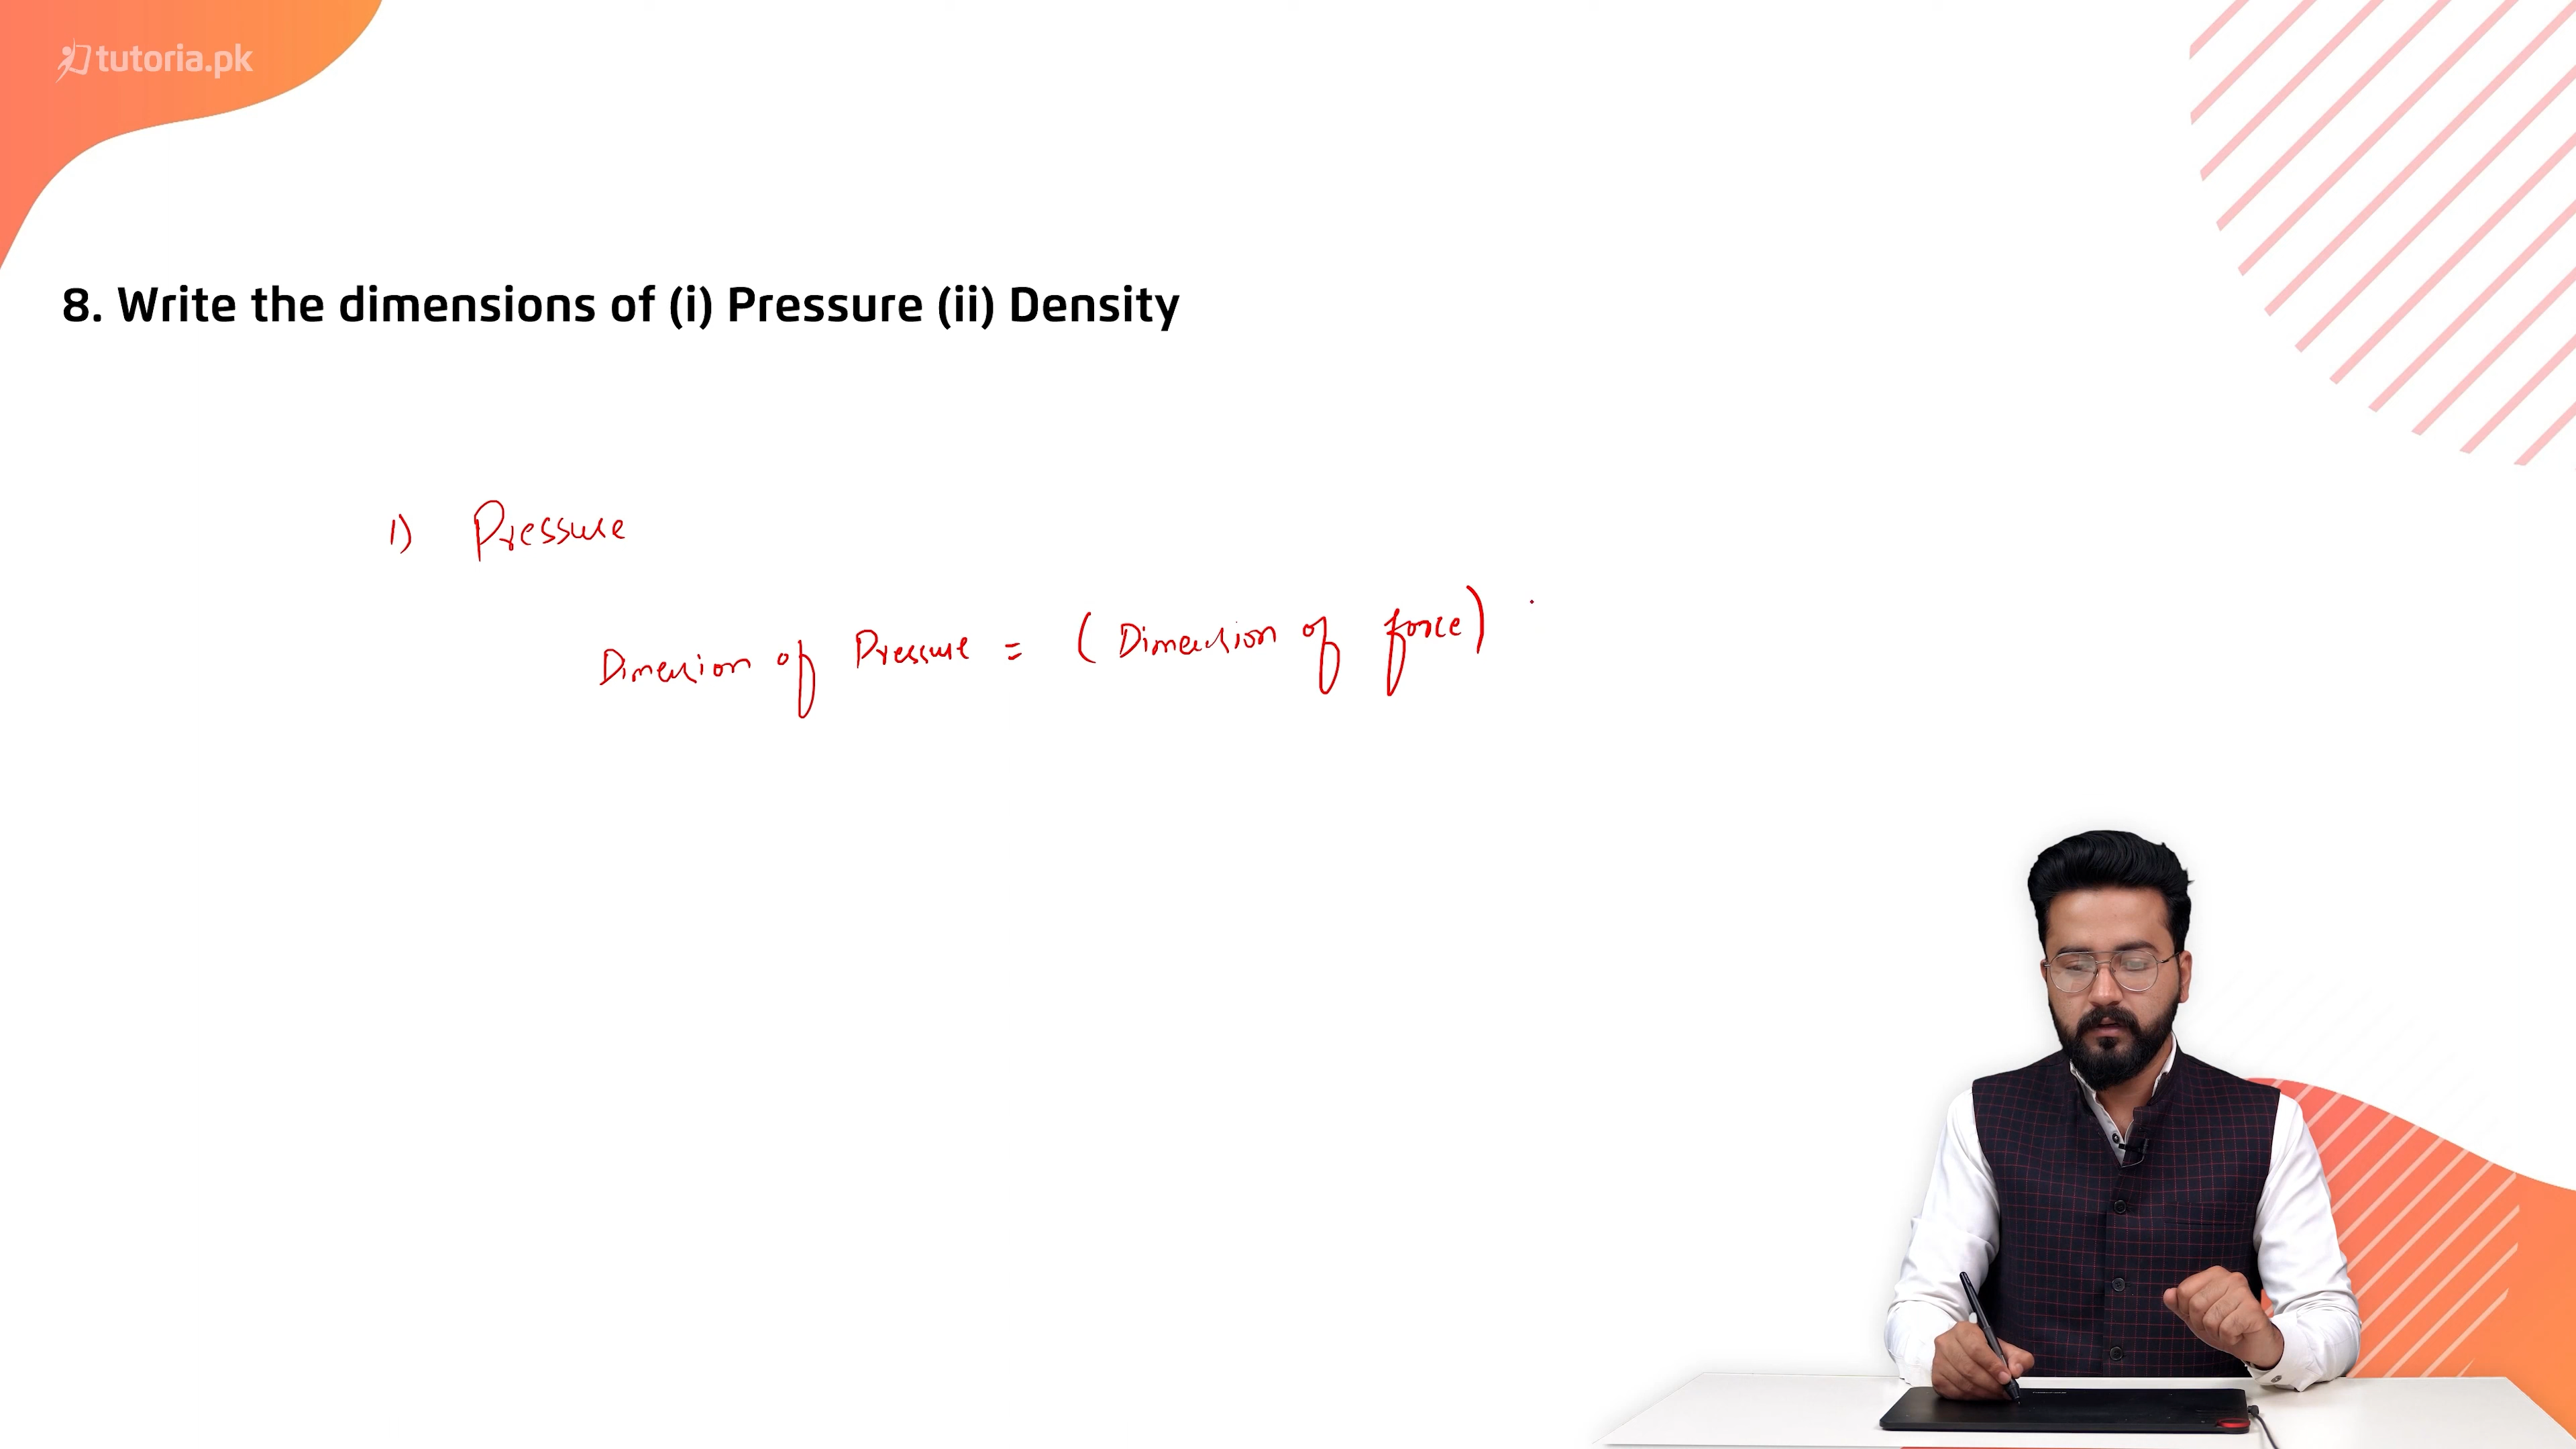 tutoria.pk
8. Write the dimensions of (i) Pressure (ii) Density
1) Pressure
Dimension of Pressure = (Dimension of force)